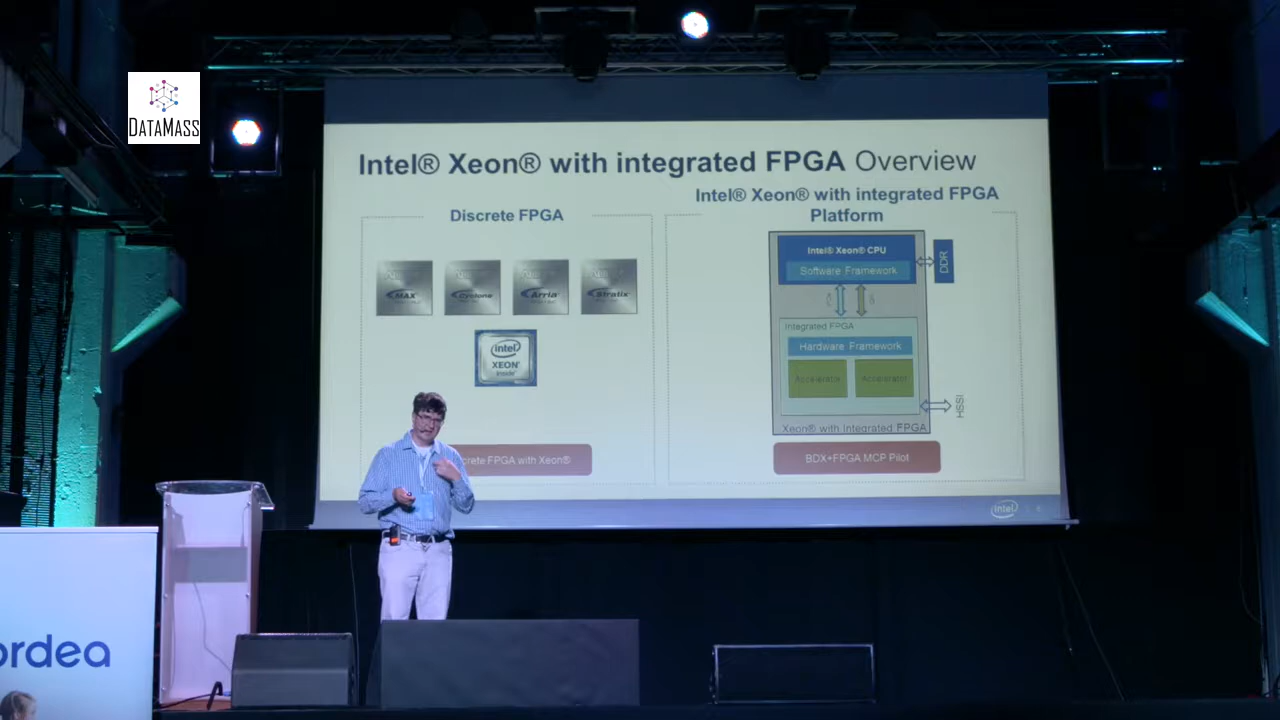 DATAMASS
Intel® Xeon® with integrated FPGA Overview
Discrete FPGA
Intel® Xeon® with integrated FPGA
Platform
MAX
Cyclone
Arria
Stratix
intel
XEON
inside
crete FPGA with Xeon®
Intel® Xeon® CPU
Software Framework
DDR
Integrated FPGA
Hardware Framework
Accelerator
Accelerator
HSSI
Xeon® with Integrated FPGA
BDX+FPGA MCP Pilot
intel
ordea